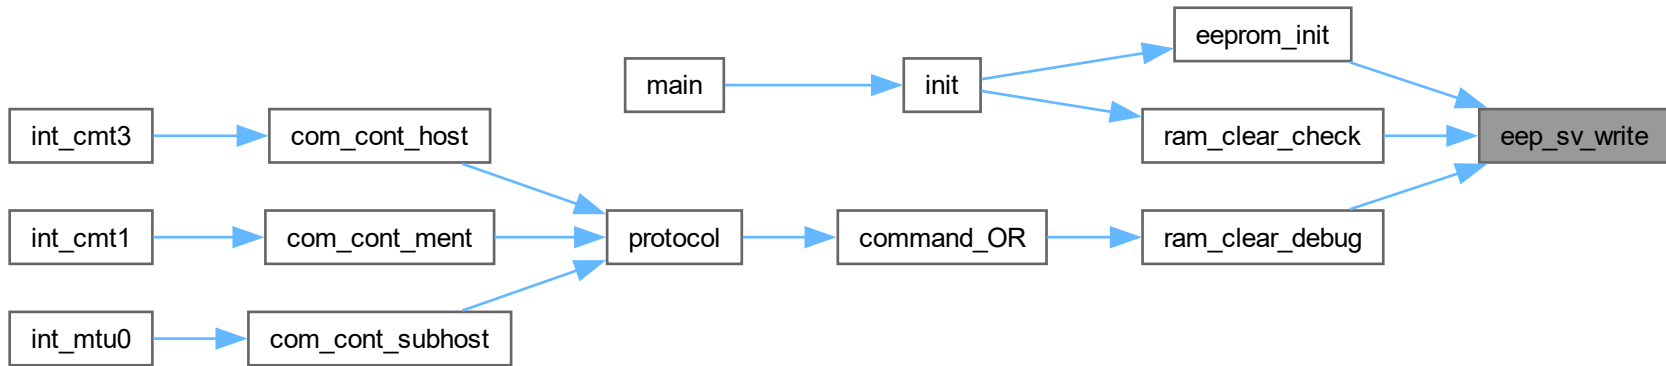 eeprom_init
main
init
int_cmt3
com_cont_host
ram_clear_check
eep_sv_write
int_cmt1
com_cont_ment
protocol
command_OR
ram_clear_debug
int_mtu0
com_cont_subhost